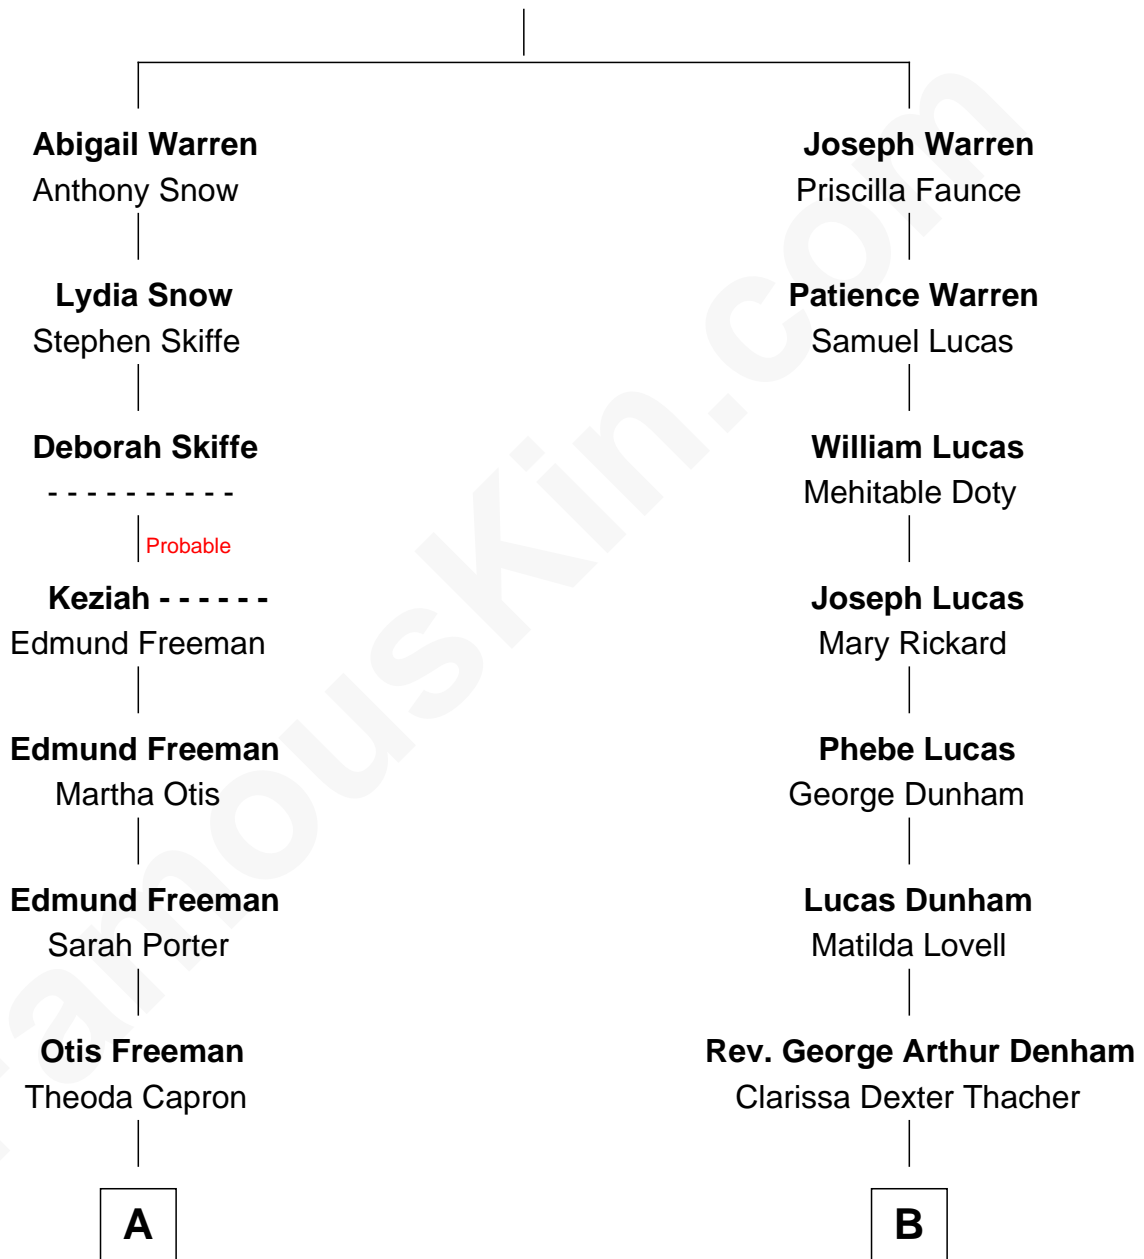 Abigail Warren
Anthony Snow
Lydia Snow
Stephen Skiffe
Deborah Skiffe
- - - - - - - - - -
Probable
Keziah - - - - - -
Edmund Freeman
Edmund Freeman
Martha Otis
Edmund Freeman
Sarah Porter
Otis Freeman
Theoda Capron
A
Joseph Warren
Priscilla Faunce
Patience Warren
Samuel Lucas
William Lucas
Mehitable Doty
Joseph Lucas
Mary Rickard
Phebe Lucas
George Dunham
Lucas Dunham
Matilda Lovell
Rev. George Arthur Denham
Clarissa Dexter Thacher
B
FamousKin.com